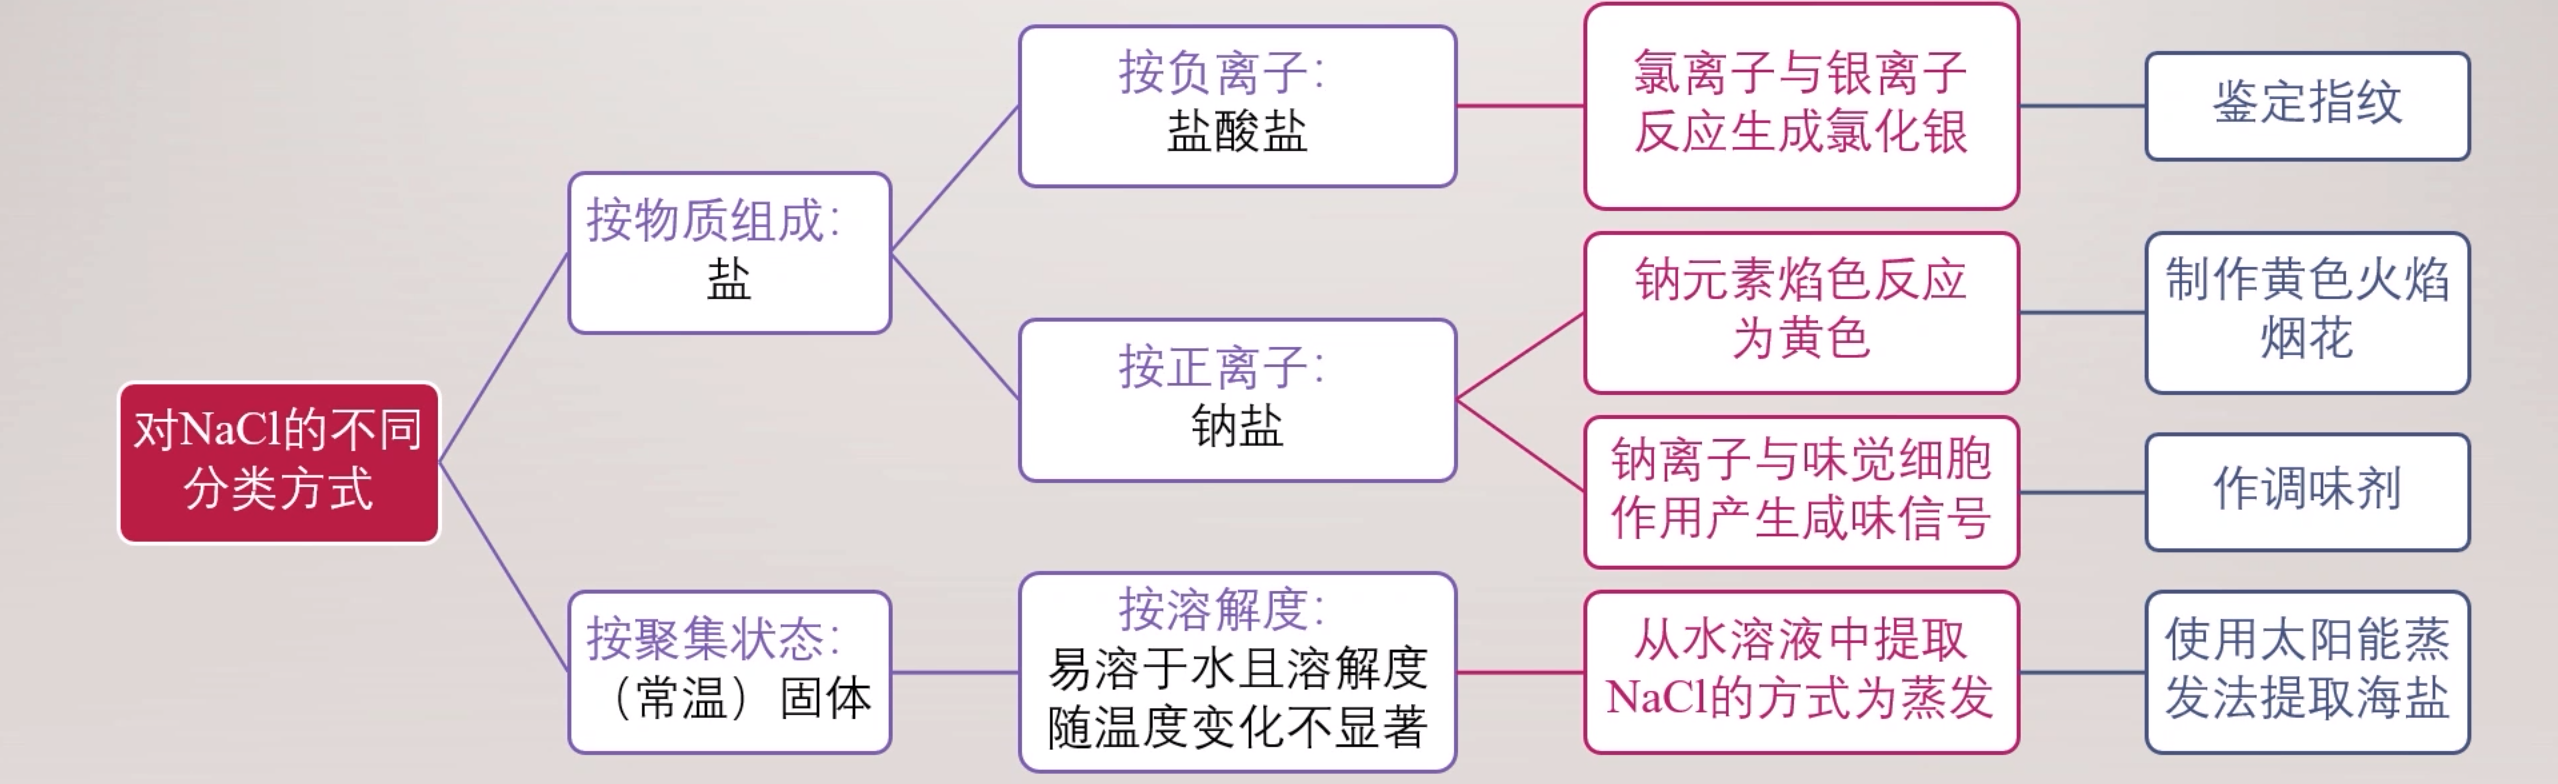 对NaCl的不同
分类方式
按物质组成：
盐
按负离子：
盐酸盐
氯离子与银离子
反应生成氯化银
鉴定指纹
按正离子：
钠盐
钠元素焰色反应
为黄色
制作黄色火焰
烟花
钠离子与味觉细胞
作用产生咸味信号
作调味剂
按聚集状态：
（常温）固体
按溶解度：
易溶于水且溶解度
随温度变化不显著
从水溶液中提取
NaCl的方式为蒸发
使用太阳能蒸
发法提取海盐